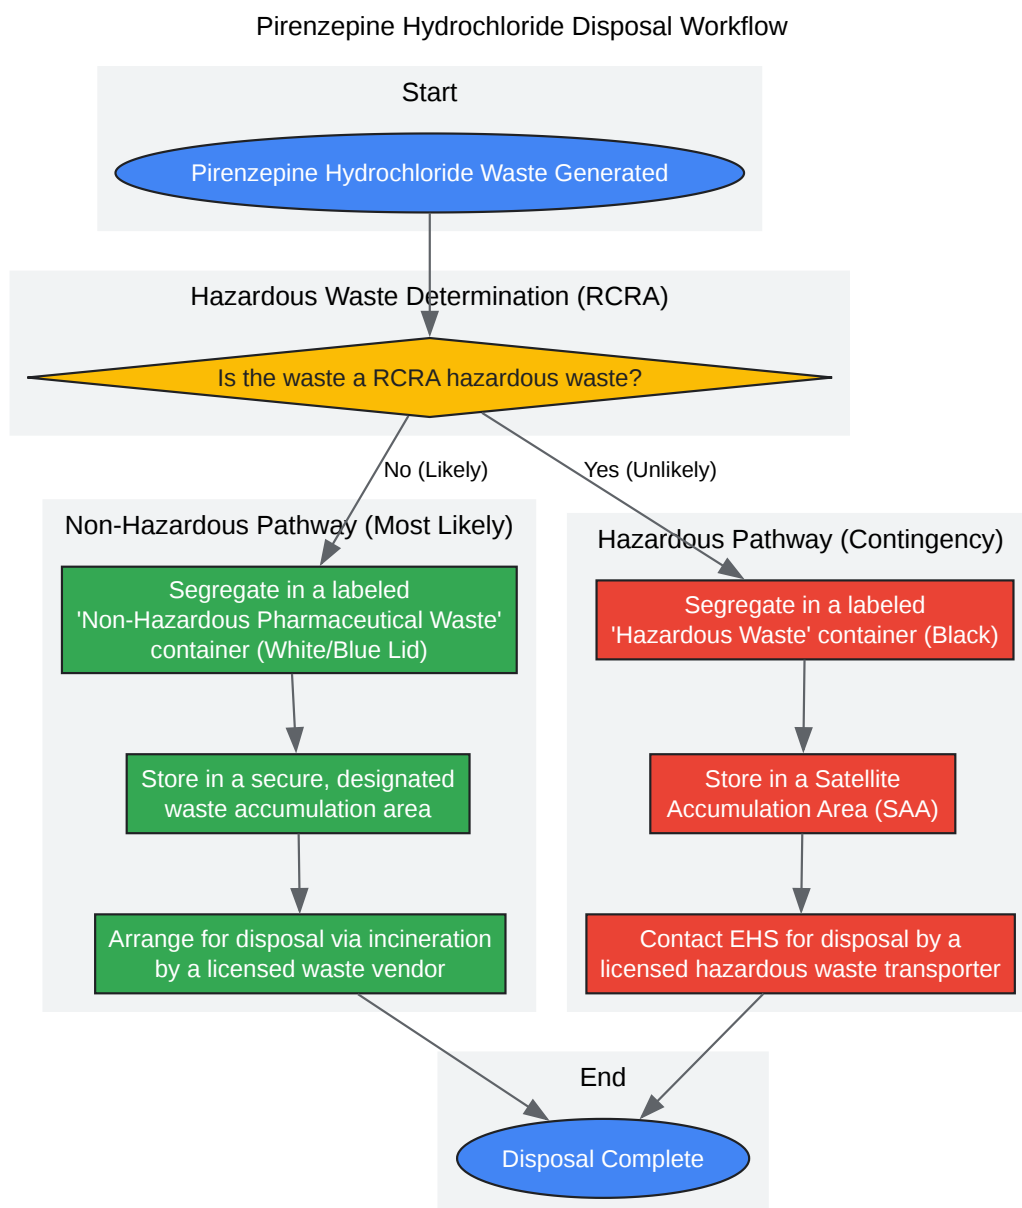 Pirenzepine Hydrochloride Disposal Workflow
Start
Pirenzepine Hydrochloride Waste Generated
Hazardous Waste Determination (RCRA)
Is the waste a RCRA hazardous waste?
No (Likely)
Yes (Unlikely)
Non-Hazardous Pathway (Most Likely)
Segregate in a labeled
'Non-Hazardous Pharmaceutical Waste'
container (White/Blue Lid)
Store in a secure, designated
waste accumulation area
Arrange for disposal via incineration
by a licensed waste vendor
Hazardous Pathway (Contingency)
Segregate in a labeled
'Hazardous Waste' container (Black)
Store in a Satellite
Accumulation Area (SAA)
Contact EHS for disposal by a
licensed hazardous waste transporter
End
Disposal Complete